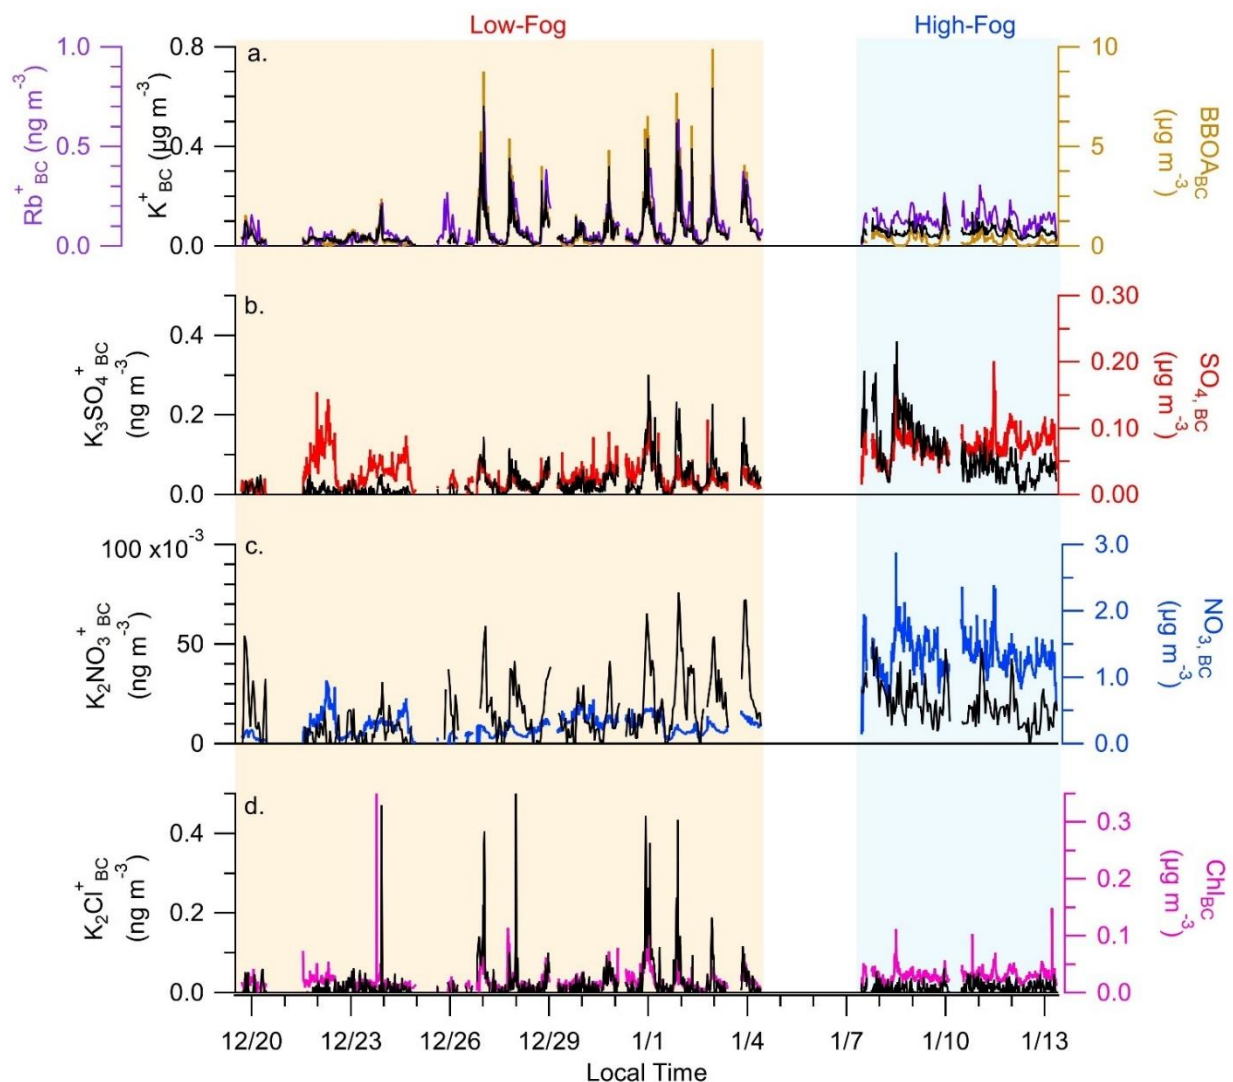 Low-Fog
High-Fog
a.
Rb⁺BC (ng m⁻³)
1.0
0.5
0.0
K⁺BC (µg m⁻³)
0.8
0.4
0.0
10
5
0
BBOABC
(µg m⁻³)
b.
K₃SO₄⁺BC
(ng m⁻³)
0.4
0.2
0.0
0.30
0.20
0.10
0.00
SO₄, BC
(µg m⁻³)
c.
K₂NO₃⁺BC
(ng m⁻³)
100 x10⁻³
50
0
3.0
2.0
1.0
0.0
NO₃, BC
(µg m⁻³)
d.
K₂Cl⁺BC
(ng m⁻³)
0.4
0.2
0.0
0.3
0.2
0.1
0.0
ChlBC
(µg m⁻³)
12/20 12/23 12/26 12/29 1/1 1/4 1/7 1/10 1/13
Local Time